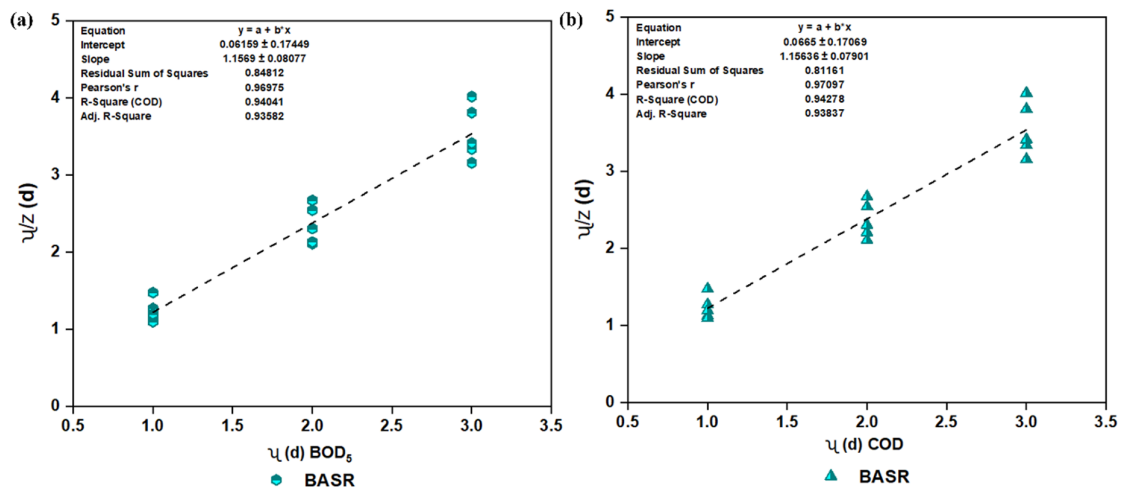 (a)
Equation y = a + b*x
Intercept 0.06159 ± 0.17449
Slope 1.1569 ± 0.08077
Residual Sum of Squares 0.84812
Pearson's r 0.96975
R-Square (COD) 0.94041
Adj. R-Square 0.93582
5
4
3
2
1
0
0.5 1.0 1.5 2.0 2.5 3.0 3.5
(d)
(d) BOD₅
BASR
(b)
Equation y = a + b*x
Intercept 0.0665 ± 0.17069
Slope 1.15636 ± 0.07901
Residual Sum of Squares 0.81161
Pearson's r 0.97097
R-Square (COD) 0.94278
Adj. R-Square 0.93837
5
4
3
2
1
0
0.5 1.0 1.5 2.0 2.5 3.0 3.5
(d)
(d) COD
BASR